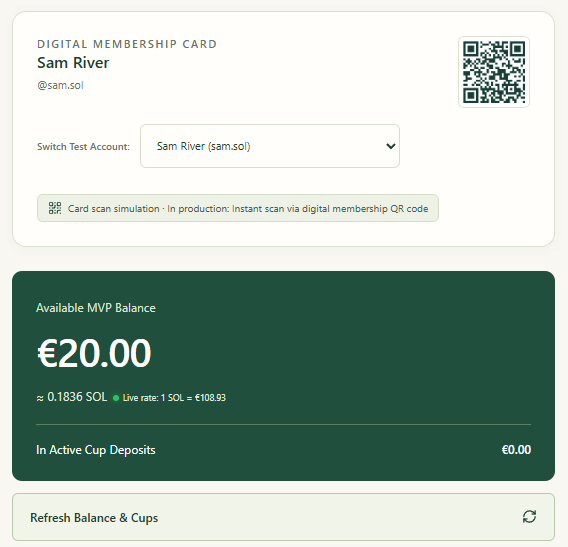 DIGITAL MEMBERSHIP CARD
Sam River
@sam.sol
Switch Test Account: Sam River (sam.sol)
Card scan simulation · In production: Instant scan via digital membership QR code
Available MVP Balance
€20.00
≈ 0.1836 SOL Live rate: 1 SOL = €108.93
In Active Cup Deposits €0.00
Refresh Balance & Cups